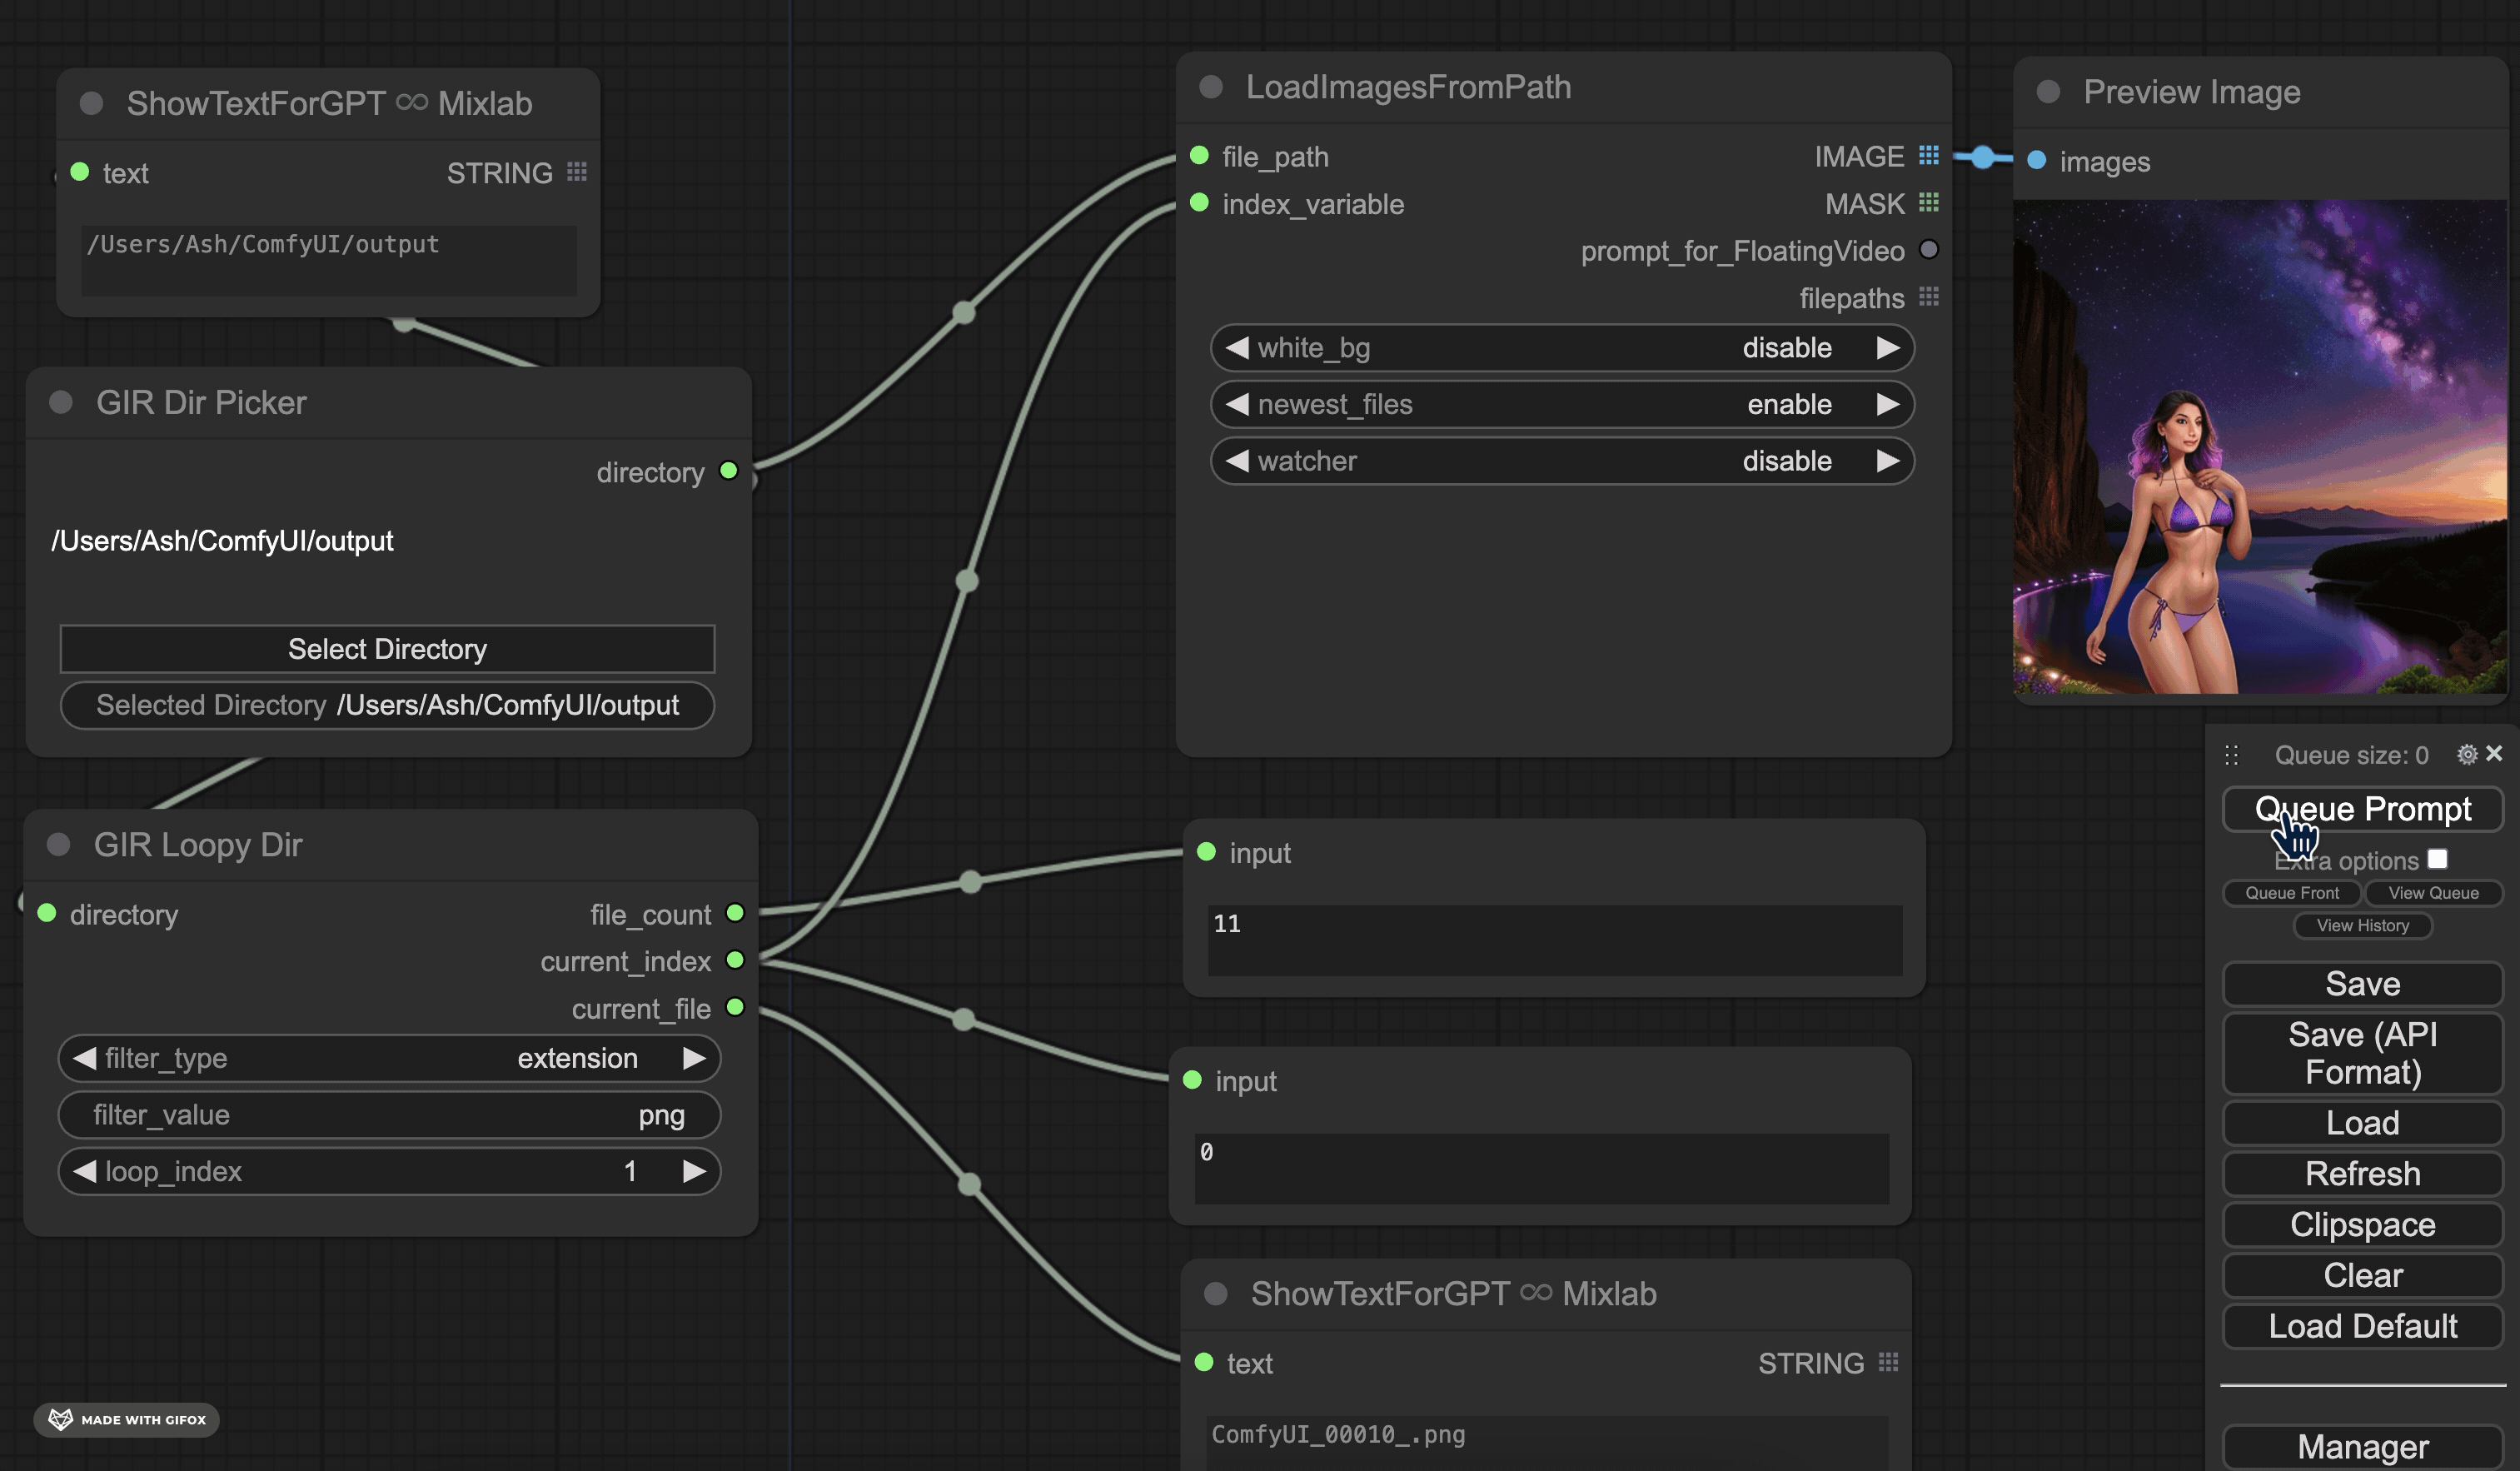 ShowTextForGPT ♾ Mixlab
text
STRING
/Users/Ash/ComfyUI/output
GIR Dir Picker
directory
/Users/Ash/ComfyUI/output
Select Directory
Selected Directory /Users/Ash/ComfyUI/output
GIR Loopy Dir
directory
file_count
current_index
current_file
filter_type extension
filter_value png
loop_index 1
MADE WITH GIFOX
LoadImagesFromPath
file_path
IMAGE
index_variable
MASK
prompt_for_FloatingVideo
filepaths
white_bg disable
newest_files enable
watcher disable
input
11
input
0
ShowTextForGPT ♾ Mixlab
text
STRING
ComfyUI_00010_.png
Preview Image
images
Queue size: 0
Queue Prompt
Extra options
Queue Front
View Queue
View History
Save
Save (API
Format)
Load
Refresh
Clipspace
Clear
Load Default
Manager